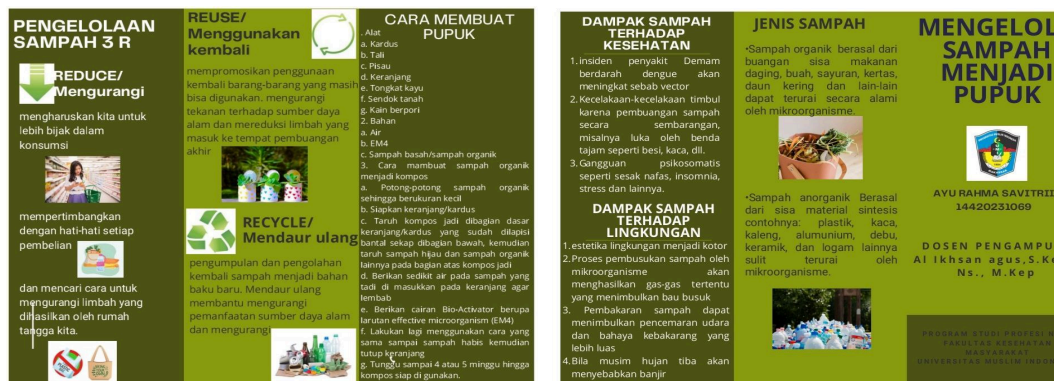 PENGELOLAAN
SAMPAH 3 R
REDUCE/
Mengurangi
mengharuskan kita untuk
lebih bijak dalam
konsumsi
mempertimbangkan
dengan hati-hati setiap
pembelian
dan mencari cara untuk
mengurangi limbah yang
dihasilkan oleh rumah
tangga kita.
REUSE/
Menggunakan
kembali
mempromosikan penggunaan
kembali barang-barang yang masih
bisa digunakan. mengurangi
tekanan terhadap sumber daya
alam dan mereduksi limbah yang
masuk ke tempat pembuangan
akhir
RECYCLE/
Mendaur ulang
pengumpulan dan pengolahan
kembali sampah menjadi bahan
baku baru. Mendaur ulang
membantu mengurangi
pemanfaatan sumber daya alam
dan mengurangi
CARA MEMBUAT
PUPUK
. Alat
a. Kardus
b. Tali
c. Pisau
d. Keranjang
e. Tongkat kayu
f. Sendok tanah
g. Kain berpori
2. Bahan
a. Air
b. EM4
c. Sampah basah/sampah organik
3. Cara mambuat sampah organik
menjadi kompos
a. Potong-potong sampah organik
sehingga berukuran kecil
b. Siapkan keranjang/kardus
c. Taruh kompos jadi dibagian dasar
keranjang/kardus yang sudah dilapisi
bantal sekap dibagian bawah, kemudian
taruh sampah hijau dan sampah organik
lainnya pada bagian atas kompos jadi
d. Berikan sedikit air pada sampah yang
tadi di masukkan pada keranjang agar
lembab
e. Berikan cairan Bio-Activator berupa
larutan effective microorganism (EM4)
f. Lakukan lagi menggunakan cara yang
sama sampai sampah habis kemudian
tutup keranjang
g. Tunggu sampai 4 atau 5 minggu hingga
kompos siap di gunakan.
DAMPAK SAMPAH
TERHADAP
KESEHATAN
1.insiden penyakit Demam
berdarah dengue akan
meningkat sebab vector
2.Kecelakaan-kecelakaan timbul
karena pembuangan sampah
secara sembarangan,
misalnya luka oleh benda
tajam seperti besi, kaca, dll.
3.Gangguan psikosomatis
seperti sesak nafas, insomnia,
stress dan lainnya.
DAMPAK SAMPAH
TERHADAP
LINGKUNGAN
1.estetika lingkungan menjadi kotor
2.Proses pembusukan sampah oleh
mikroorganisme akan
menghasilkan gas-gas tertentu
yang menimbulkan bau busuk
3. Pembakaran sampah dapat
menimbulkan pencemaran udara
dan bahaya kebakarang yang
lebih luas
4.Bila musim hujan tiba akan
menyebabkan banjir
JENIS SAMPAH
•Sampah organik berasal dari
buangan sisa makanan
daging, buah, sayuran, kertas,
daun kering dan lain-lain
dapat terurai secara alami
oleh mikroorganisme.
•Sampah anorganik Berasal
dari sisa material sintesis
contohnya: plastik, kaca,
kaleng, alumunium, debu,
keramik, dan logam lainnya
sulit terurai oleh
mikroorganisme.
MENGELOL
SAMPAH
MENJADI
PUPUK
AYU RAHMA SAVITRII
14420231069
DOSEN PENGAMPU
Al Ikhsan agus,S.Ke
Ns., M.Kep
PROGRAM STUDI PROFESI N
FAKULTAS KESEHATAN
MASYARAKAT
UNIVERSITAS MUSLIM INDON